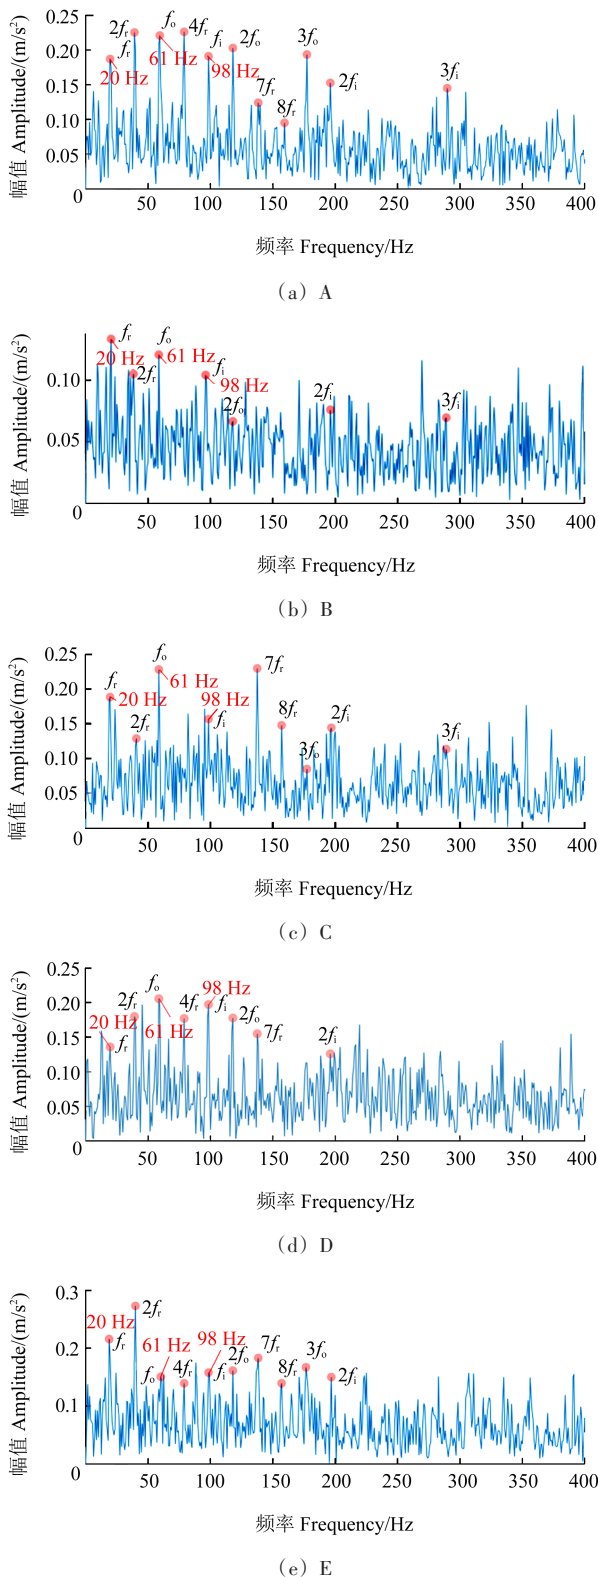 幅值 Amplitude/(m/s²)
0.25
0.20
0.15
0.10
0.05
0
2fr
fr
20 Hz
fo
61 Hz
4fr
fi
98 Hz
2fo
7fr
8fr
3fo
2fi
3fi
50 100 150 200 250 300 350 400
频率 Frequency/Hz
（a）A
幅值 Amplitude/(m/s²)
0.10
0.05
0
fr
20 Hz
2fr
fo
61 Hz
fi
98 Hz
2fo
2fi
3fi
50 100 150 200 250 300 350 400
频率 Frequency/Hz
（b）B
幅值 Amplitude/(m/s²)
0.25
0.20
0.15
0.10
0.05
0
fr
20 Hz
2fr
fo
61 Hz
98 Hz
fi
7fr
8fr
3fo
2fi
3fi
50 100 150 200 250 300 350 400
频率 Frequency/Hz
（c）C
幅值 Amplitude/(m/s²)
0.25
0.20
0.15
0.10
0.05
0
20 Hz
fr
2fr
fo
61 Hz
4fr
98 Hz
fi
2fo
7fr
2fi
50 100 150 200 250 300 350 400
频率 Frequency/Hz
（d）D
幅值 Amplitude/(m/s²)
0.3
0.2
0.1
0
20 Hz
fr
2fr
61 Hz
fo
4fr
98 Hz
fi
2fo
7fr
8fr
3fo
2fi
50 100 150 200 250 300 350 400
频率 Frequency/Hz
（e）E